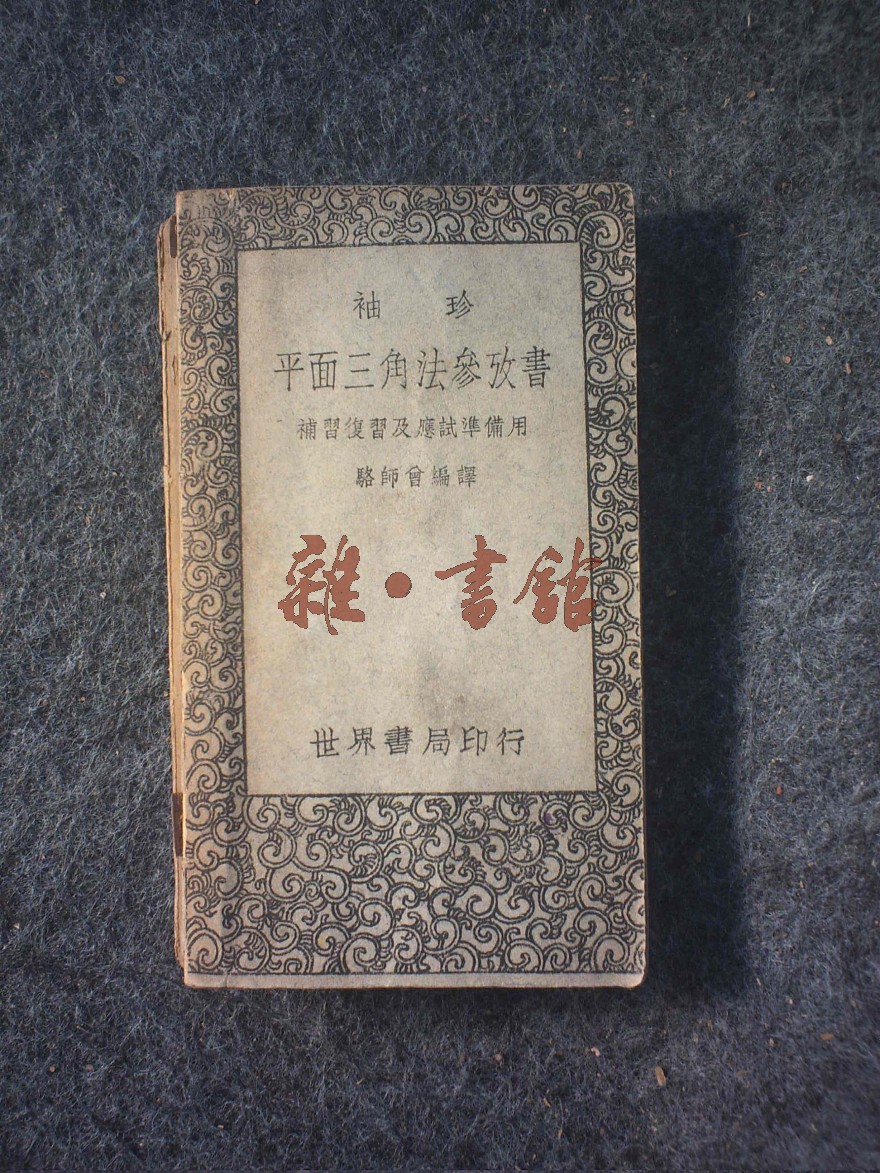 袖珍
平面三角法參攷書
補習復習及應試準備用
駱師曾編譯
雜·書館
世界書局印行